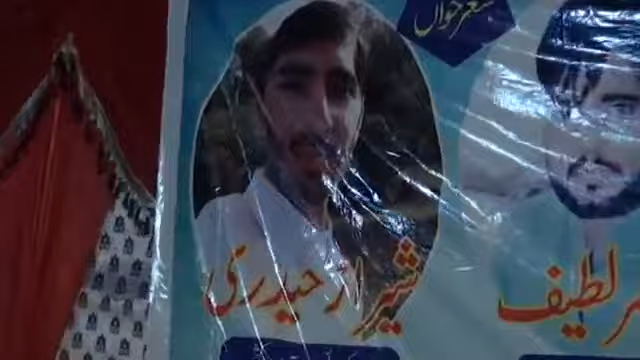 شعر خواں
شیراز حیدری
لطیف